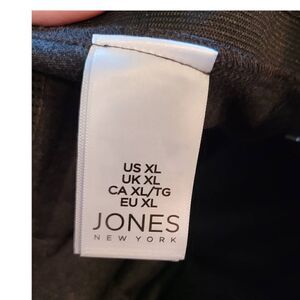 US XL
UK XL
CA XL/TG
EU XL
JONES
NEW YORK